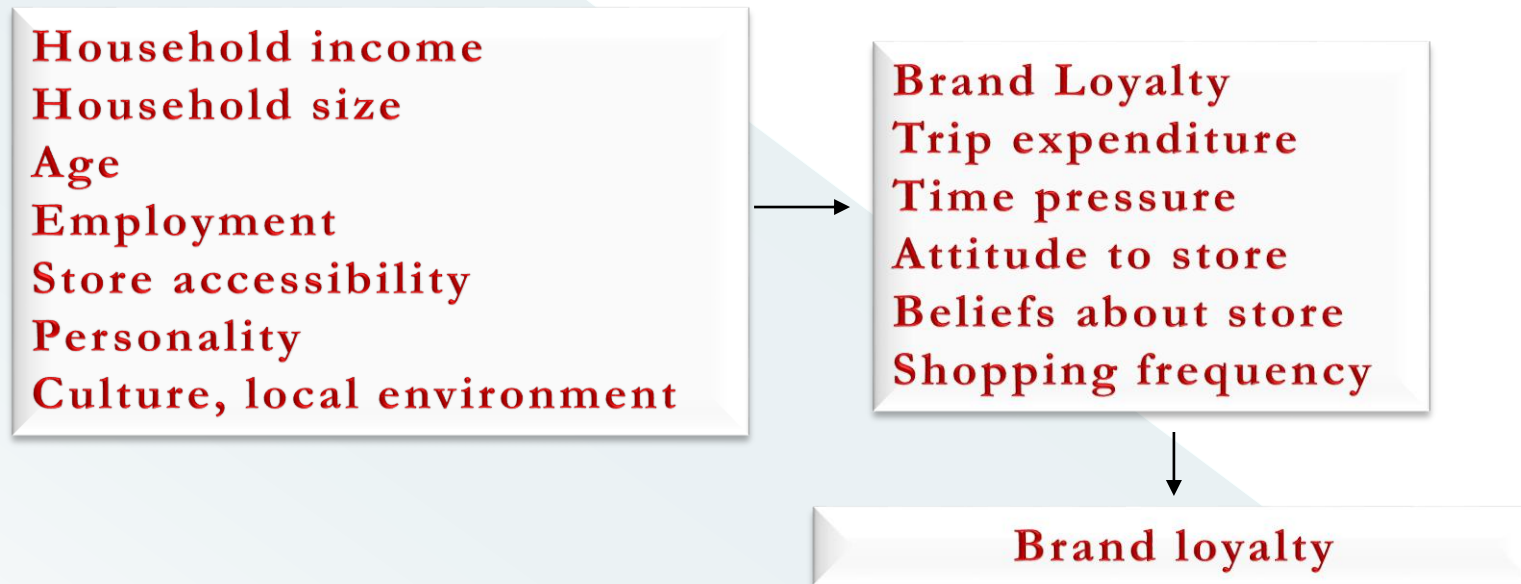 Household income
Household size
Age
Employment
Store accessibility
Personality
Culture, local environment
Brand Loyalty
Trip expenditure
Time pressure
Attitude to store
Beliefs about store
Shopping frequency
Brand loyalty